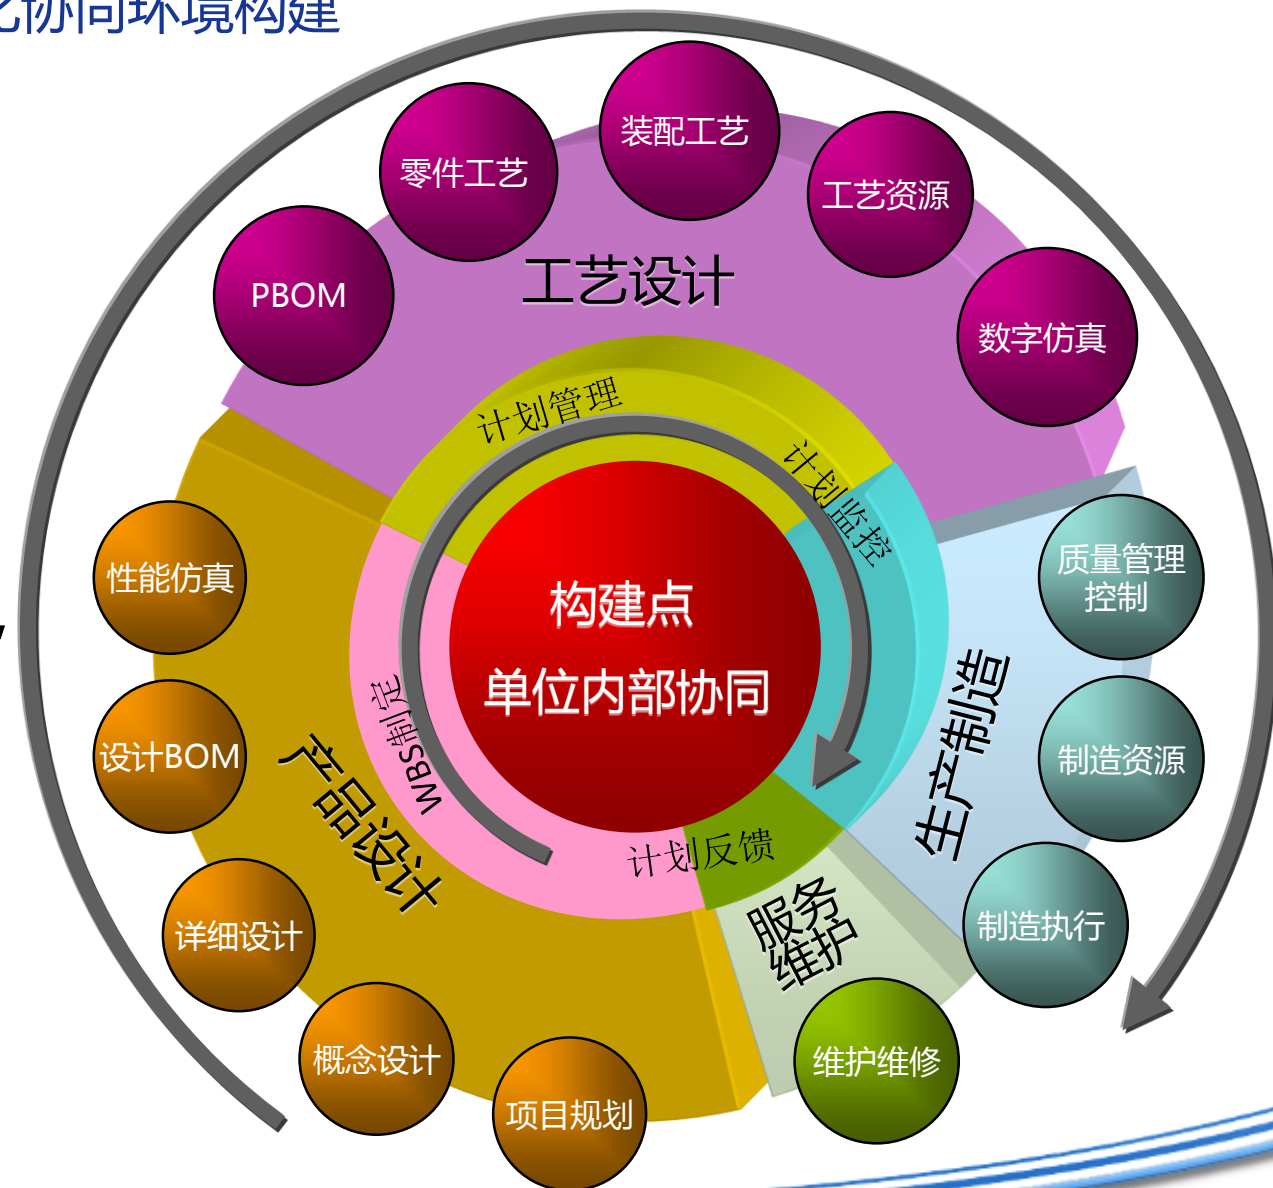 协同环境构建
装配工艺
零件工艺
工艺资源
PBOM
工艺设计
数字仿真
计划管理
计划监控
性能仿真
质量管理
控制
构建点
单位内部协同
WBS制定
设计BOM
产品设计
生产制造
制造资源
计划反馈
服务
维护
详细设计
制造执行
概念设计
维护维修
项目规划